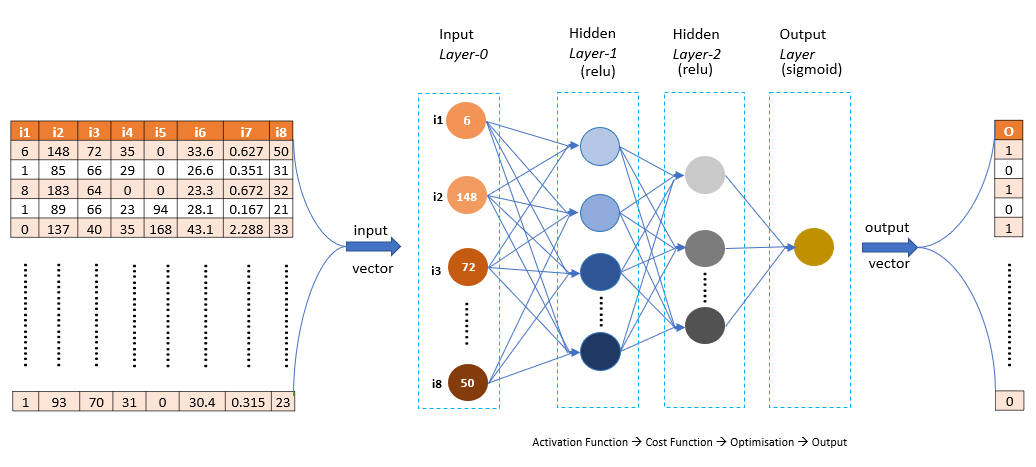 Input
Layer-0
Hidden
Layer-1
(relu)
Hidden
Layer-2
(relu)
Output
Layer
(sigmoid)
i1 i2 i3 i4 i5 i6 i7 i8
6 148 72 35 0 33.6 0.627 50
1 85 66 29 0 26.6 0.351 31
8 183 64 0 0 23.3 0.672 32
1 89 66 23 94 28.1 0.167 21
0 137 40 35 168 43.1 2.288 33
1 93 70 31 0 30.4 0.315 23
input
vector
i1 6
i2 148
i3 72
i8 50
output
vector
O
1
0
1
0
1
0
Activation Function → Cost Function → Optimisation → Output